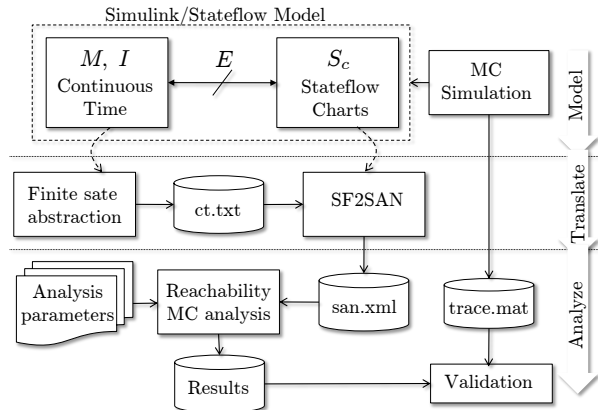 Simulink/Stateflow Model
M, I
Continuous
Time
E
S_c
Stateflow
Charts
MC
Simulation
Model
Finite sate
abstraction
ct.txt
SF2SAN
Translate
Analysis
parameters
Reachability
MC analysis
san.xml
trace.mat
Analyze
Results
Validation